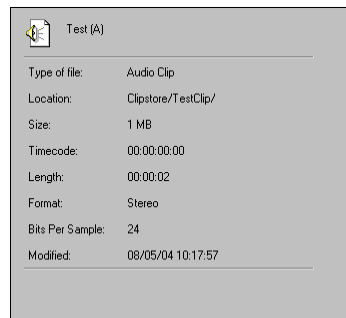 Test (A)
Type of file: Audio Clip
Location: Clipstore/TestClip/
Size: 1 MB
Timecode: 00:00:00:00
Length: 00:00:02
Format: Stereo
Bits Per Sample: 24
Modified: 08/05/04 10:17:57